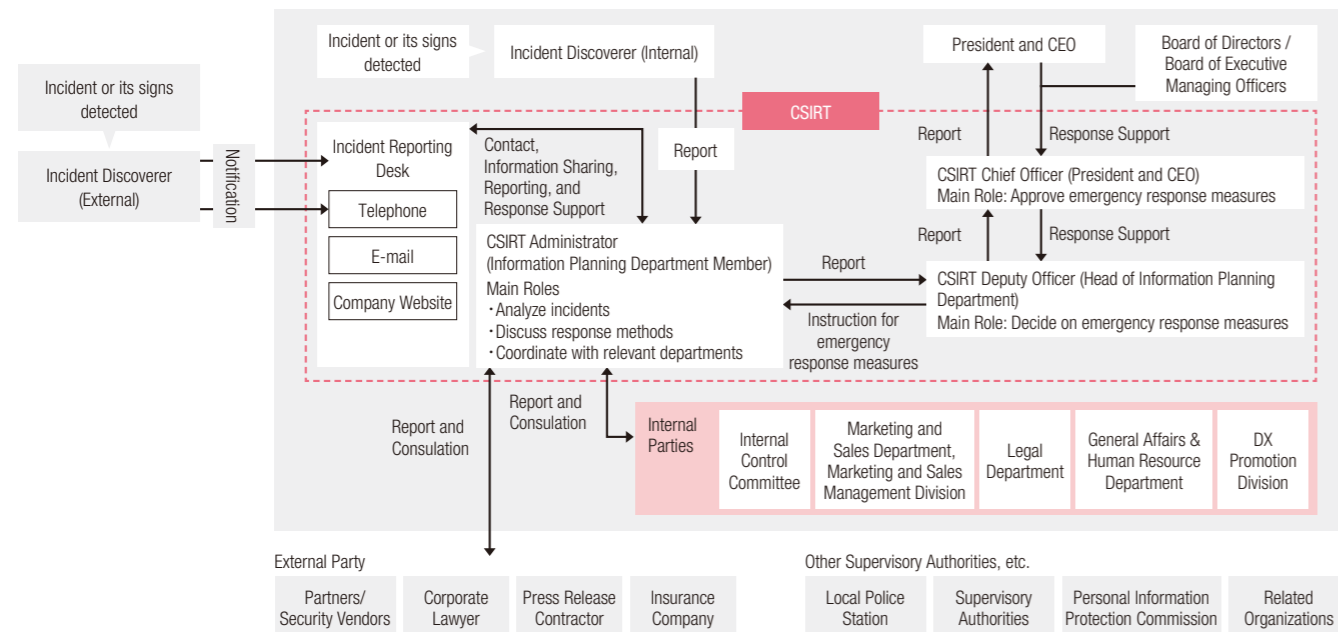 Incident or its signs
detected
Incident Discoverer (Internal)
President and CEO
Board of Directors /
Board of Executive
Managing Officers
Incident or its signs
detected
CSIRT
Incident Discoverer
(External)
Notification
Incident Reporting
Desk
Telephone
E-mail
Company Website
Contact,
Information Sharing,
Reporting, and
Response Support
Report
Report
Response Support
CSIRT Chief Officer (President and CEO)
Main Role: Approve emergency response measures
Report
Response Support
CSIRT Administrator
(Information Planning Department Member)
Main Roles
・Analyze incidents
・Discuss response methods
・Coordinate with relevant departments
Report
Instruction for
emergency
response measures
CSIRT Deputy Officer (Head of Information Planning
Department)
Main Role: Decide on emergency response measures
Report and
Consulation
Report and
Consulation
Internal
Parties
Internal
Control
Committee
Marketing and
Sales Department,
Marketing and Sales
Management Division
Legal
Department
General Affairs &
Human Resource
Department
DX
Promotion
Division
External Party
Partners/
Security Vendors
Corporate
Lawyer
Press Release
Contractor
Insurance
Company
Other Supervisory Authorities, etc.
Local Police
Station
Supervisory
Authorities
Personal Information
Protection Commission
Related
Organizations